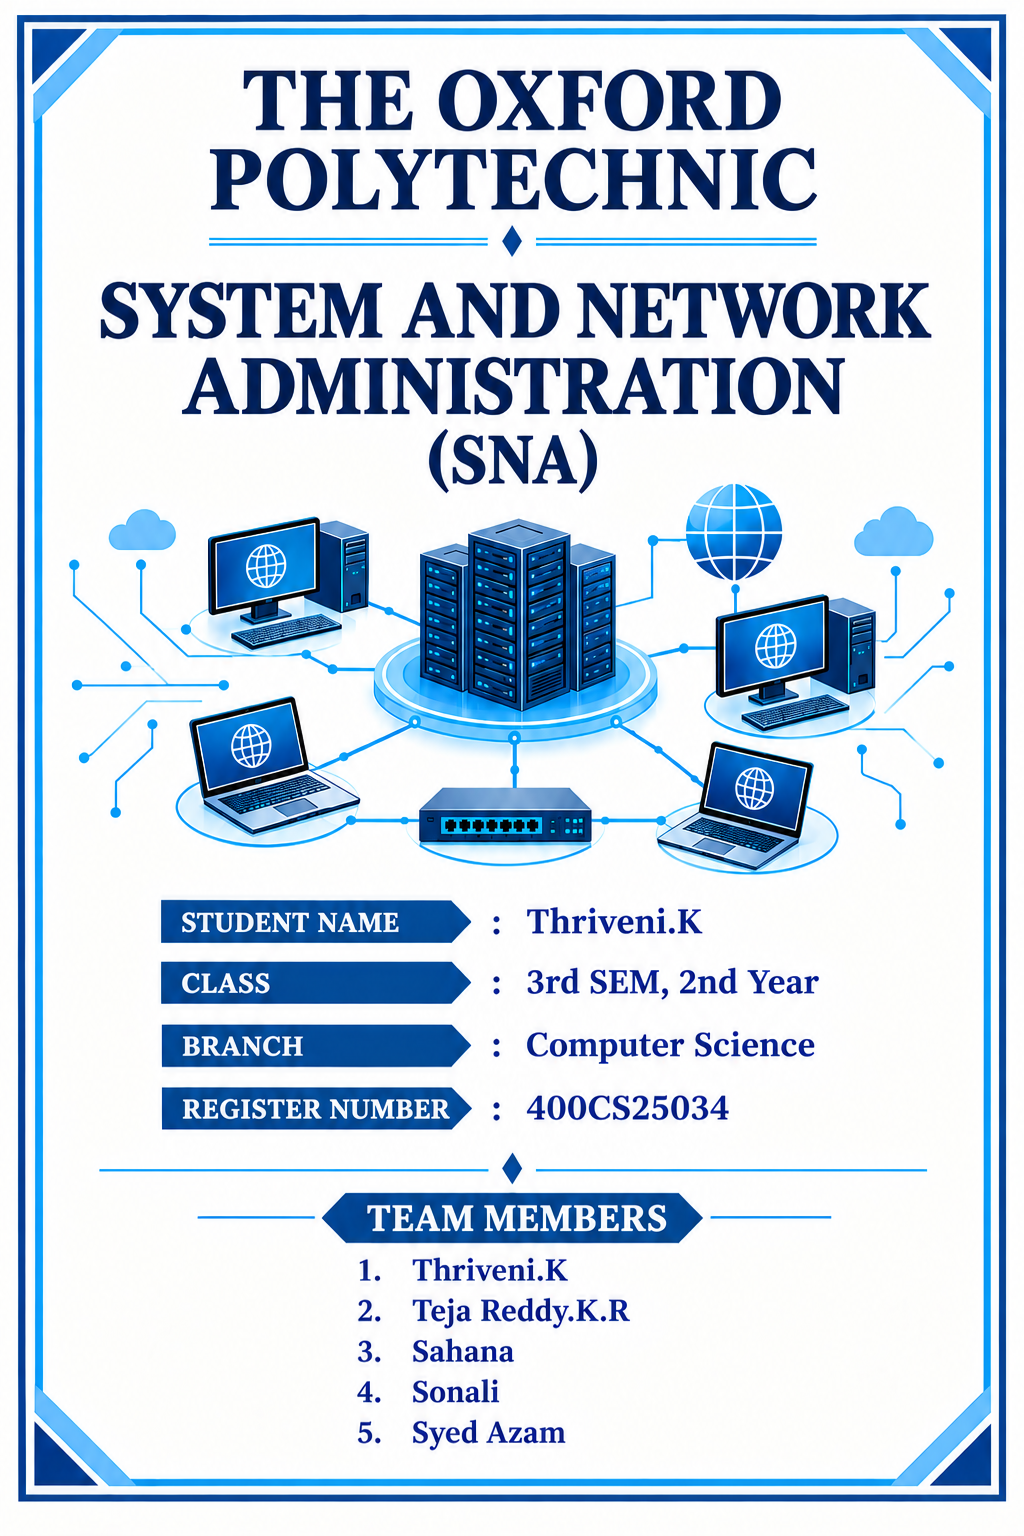 THE OXFORD
POLYTECHNIC
SYSTEM AND NETWORK
ADMINISTRATION
(SNA)
STUDENT NAME : Thriveni.K
CLASS : 3rd SEM, 2nd Year
BRANCH : Computer Science
REGISTER NUMBER : 400CS25034
TEAM MEMBERS
1. Thriveni.K
2. Teja Reddy.K.R
3. Sahana
4. Sonali
5. Syed Azam